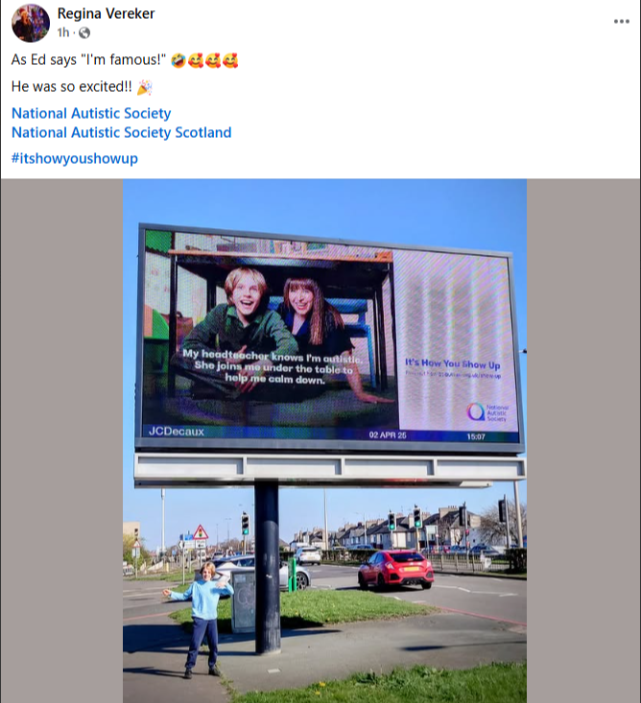 Regina Vereker
1h
As Ed says "I'm famous!" 🤣🥰🥰🥰
He was so excited!! 🎉
National Autistic Society
National Autistic Society Scotland
#itshowyoushowup
My headteacher knows I'm autistic.
She joins me under the table to
help me calm down.
It's How You Show Up
National
Autistic
Society
JCDecaux
02 APR 25
15:07